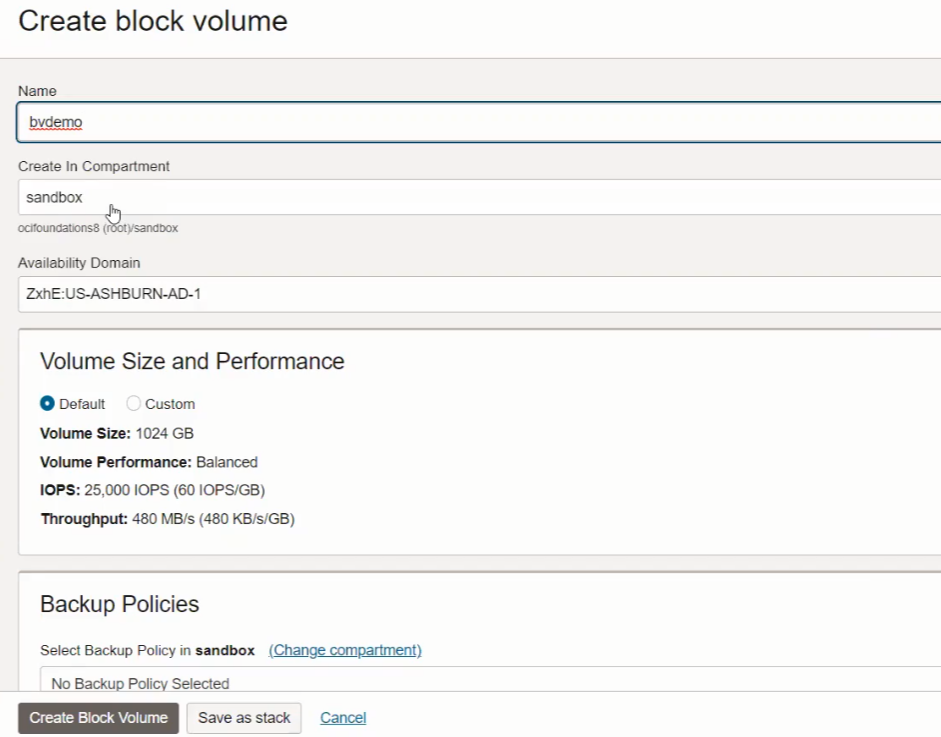 Create block volume
Name
bvdemo
Create In Compartment
sandbox
ocifoundations8 (root)/sandbox
Availability Domain
ZxhE:US-ASHBURN-AD-1
Volume Size and Performance
Default Custom
Volume Size: 1024 GB
Volume Performance: Balanced
IOPS: 25,000 IOPS (60 IOPS/GB)
Throughput: 480 MB/s (480 KB/s/GB)
Backup Policies
Select Backup Policy in sandbox (Change compartment)
No Backup Policy Selected
Create Block Volume Save as stack Cancel